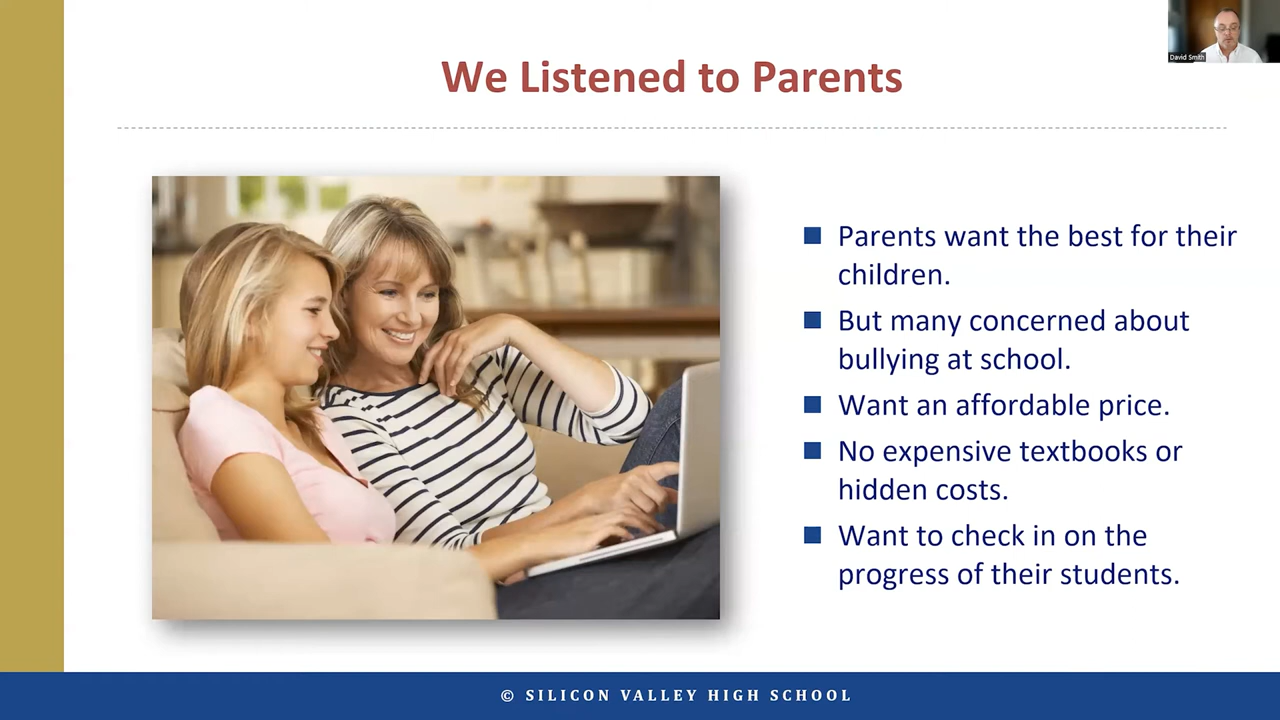 David Smith
We Listened to Parents
Parents want the best for their
children.
But many concerned about
bullying at school.
Want an affordable price.
No expensive textbooks or
hidden costs.
Want to check in on the
progress of their students.
© SILICON VALLEY HIGH SCHOOL